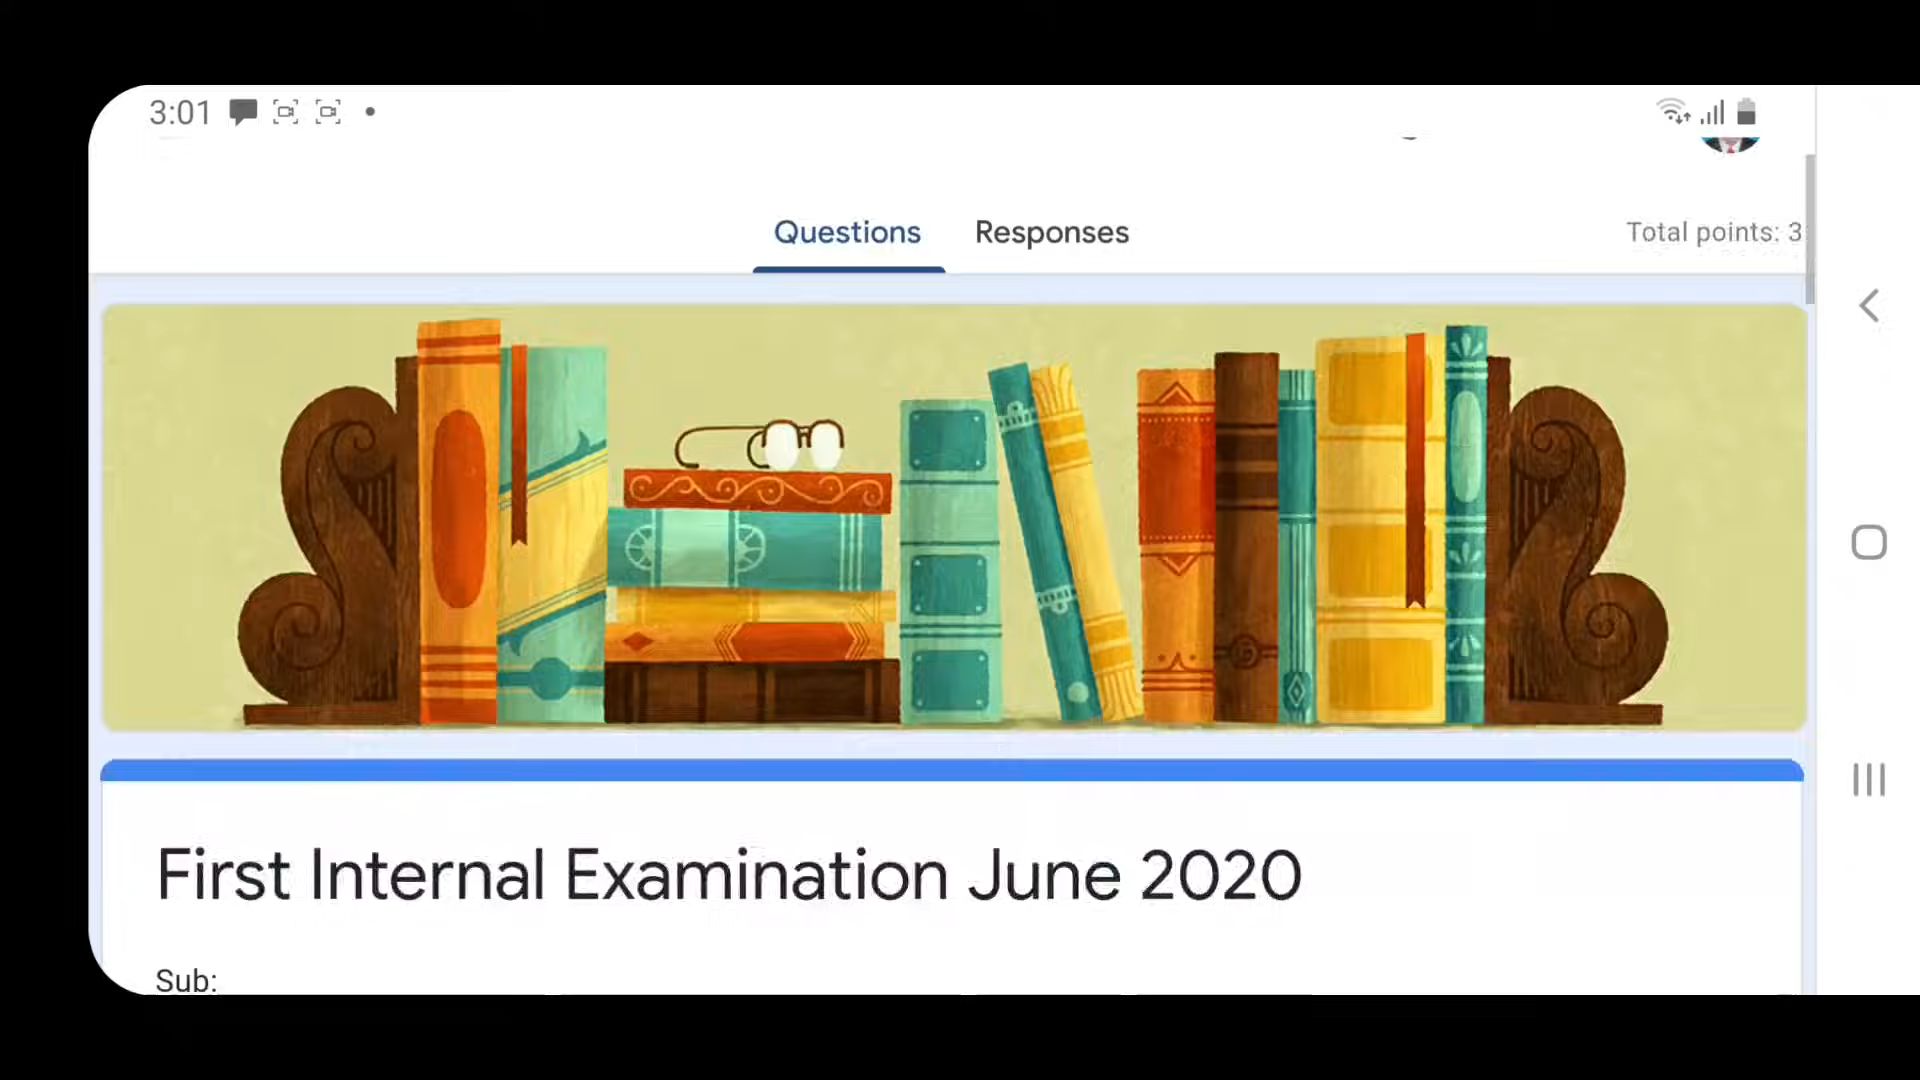 3:01
Questions Responses Total points: 3
First Internal Examination June 2020
Sub: